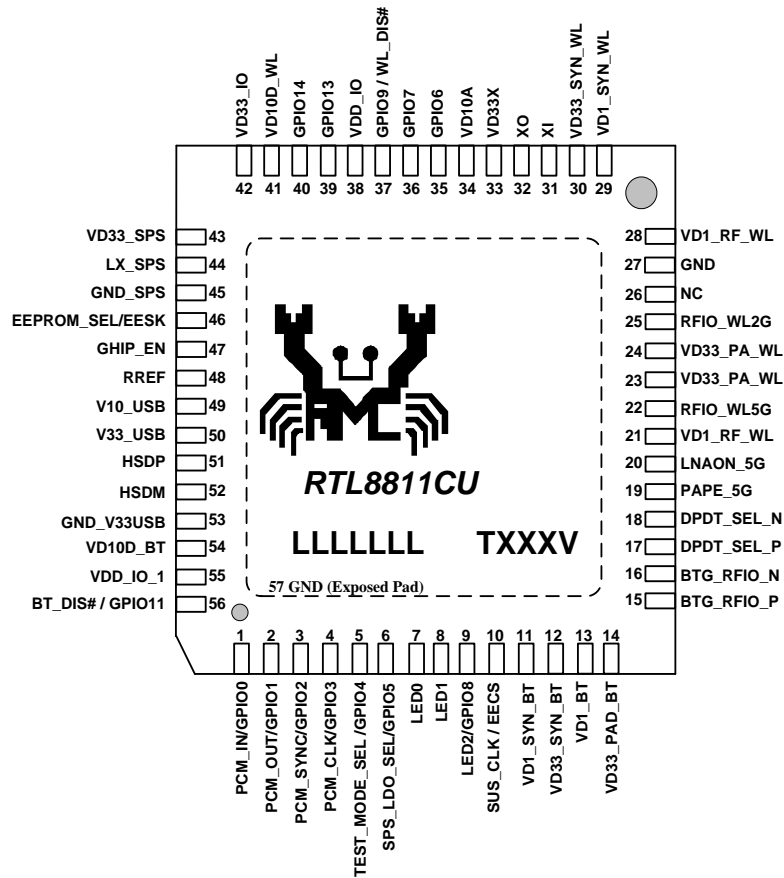 VD33_IO
VD10D_WL
GPIO14
GPIO13
VDD_IO
GPIO9 / WL_DIS#
GPIO7
GPIO6
VD10A
VD33X
XO
XI
VD33_SYN_WL
VD1_SYN_WL
42 41 40 39 38 37 36 35 34 33 32 31 30 29
VD33_SPS 43
LX_SPS 44
GND_SPS 45
EEPROM_SEL/EESK 46
GHIP_EN 47
RREF 48
V10_USB 49
V33_USB 50
HSDP 51
HSDM 52
GND_V33USB 53
VD10D_BT 54
VDD_IO_1 55
BT_DIS# / GPIO11 56
28 VD1_RF_WL
27 GND
26 NC
25 RFIO_WL2G
24 VD33_PA_WL
23 VD33_PA_WL
22 RFIO_WL5G
21 VD1_RF_WL
20 LNAON_5G
19 PAPE_5G
18 DPDT_SEL_N
17 DPDT_SEL_P
16 BTG_RFIO_N
15 BTG_RFIO_P
RTL8811CU
LLLLLLL TXXXV
57 GND (Exposed Pad)
1 2 3 4 5 6 7 8 9 10 11 12 13 14
PCM_IN/GPIO0
PCM_OUT/GPIO1
PCM_SYNC/GPIO2
PCM_CLK/GPIO3
TEST_MODE_SEL /GPIO4
SPS_LDO_SEL/GPIO5
LED0
LED1
LED2/GPIO8
SUS_CLK / EECS
VD1_SYN_BT
VD33_SYN_BT
VD1_BT
VD33_PAD_BT